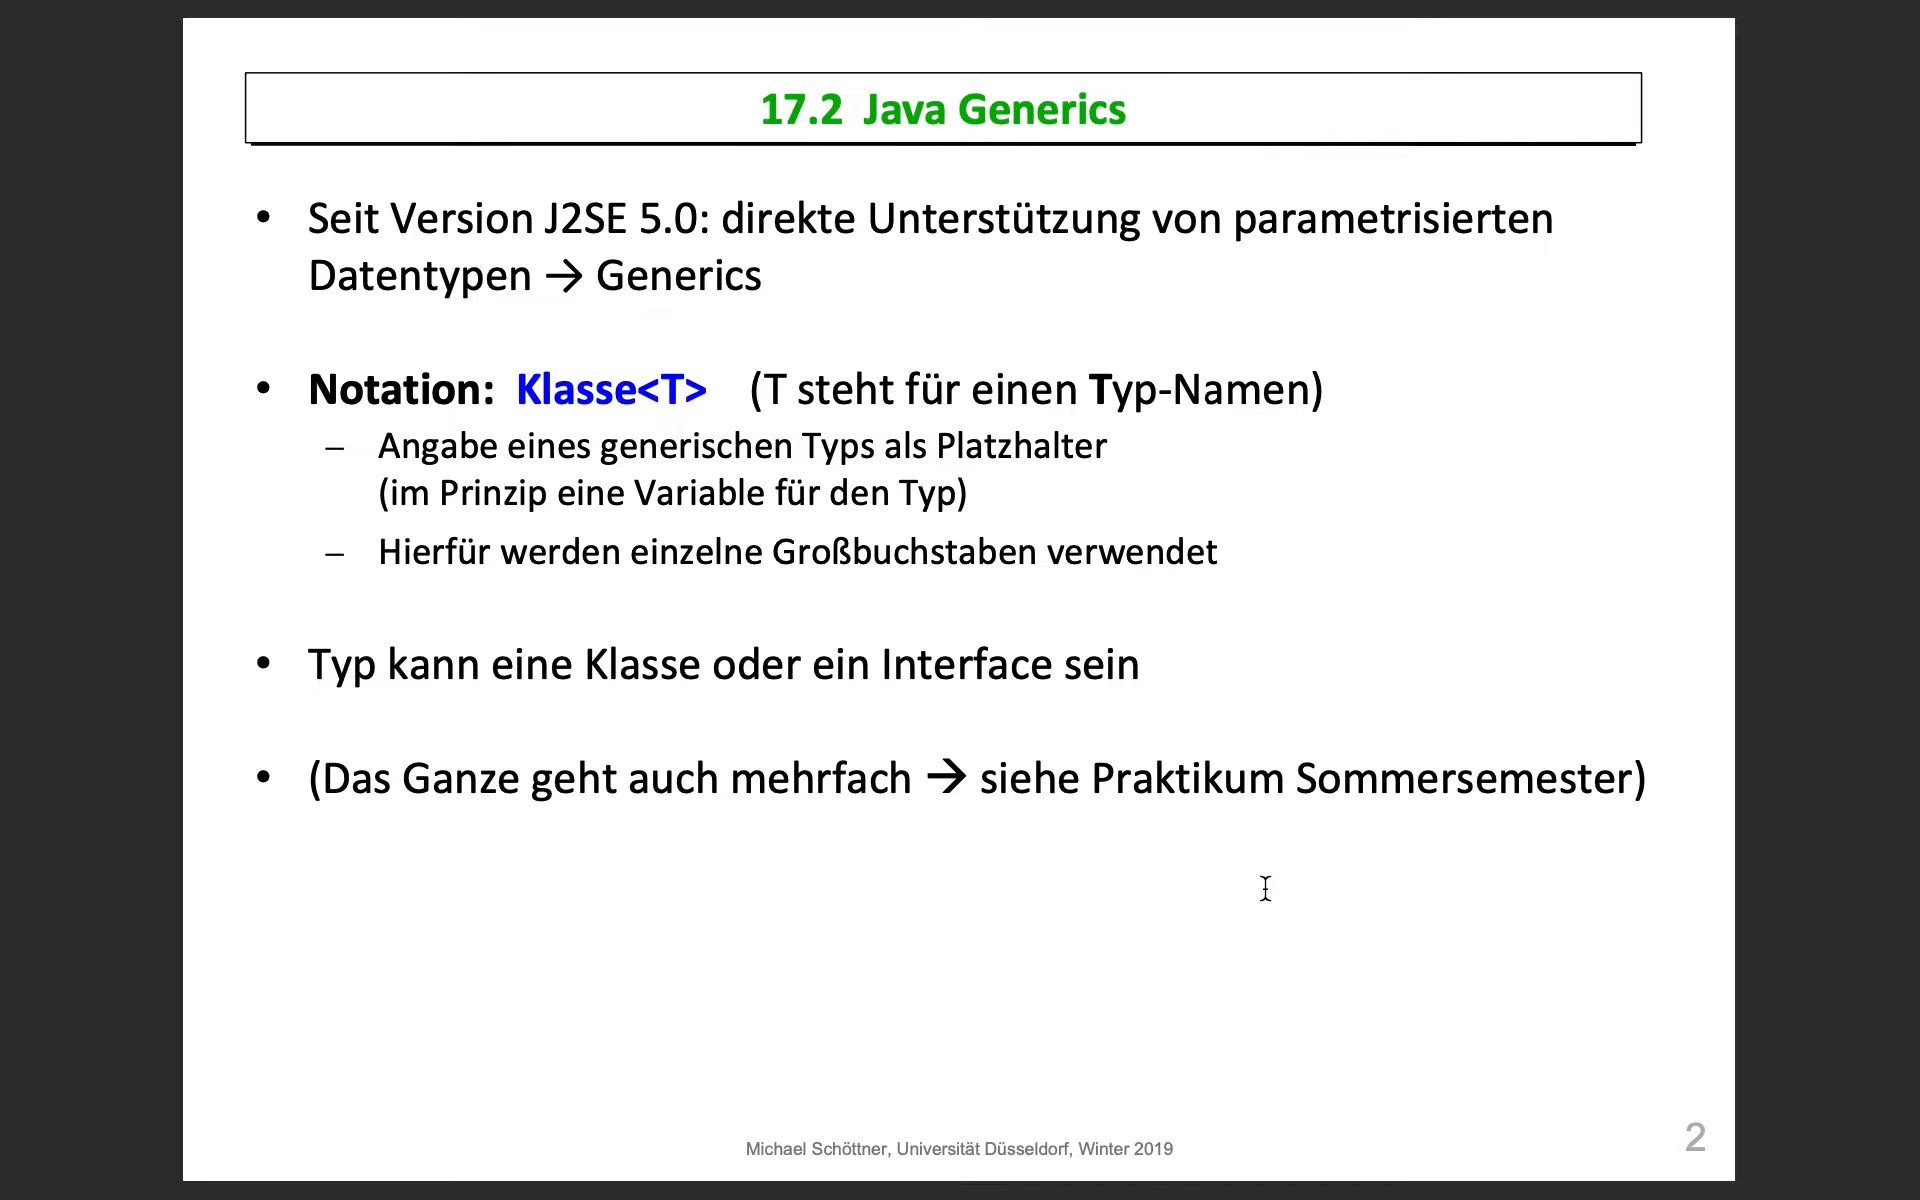 17.2 Java Generics
• Seit Version J2SE 5.0: direkte Unterstützung von parametrisierten
Datentypen → Generics
• Notation: Klasse<T> (T steht für einen Typ-Namen)
– Angabe eines generischen Typs als Platzhalter
(im Prinzip eine Variable für den Typ)
– Hierfür werden einzelne Großbuchstaben verwendet
• Typ kann eine Klasse oder ein Interface sein
• (Das Ganze geht auch mehrfach → siehe Praktikum Sommersemester)
Michael Schöttner, Universität Düsseldorf, Winter 2019
2